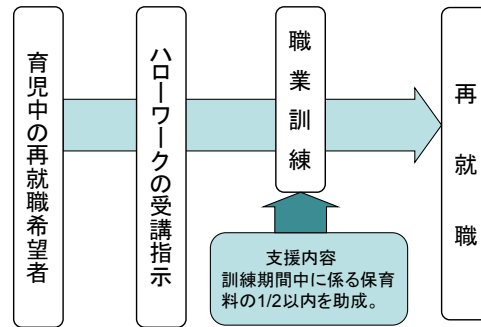 育児中の再就職希望者
ハローワークの受講指示
職業訓練
再就職
支援内容
訓練期間中に係る保育
料の1/2以内を助成。